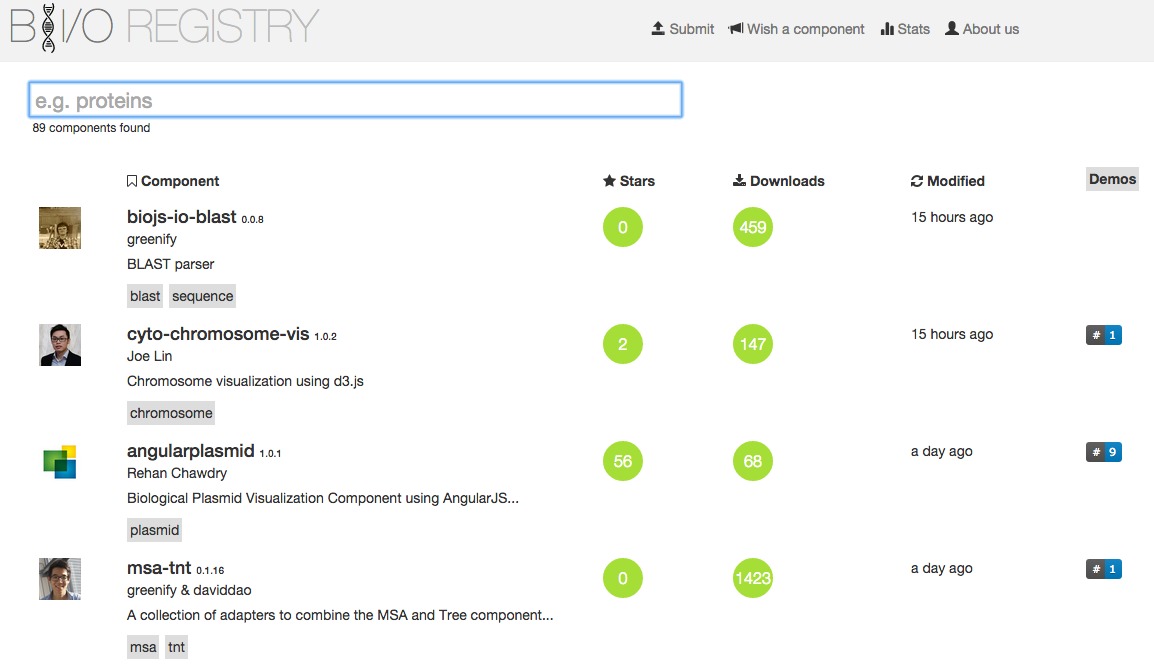 BI/O REGISTRY
Submit Wish a component Stats About us
e.g. proteins
89 components found
Component Stars Downloads Modified Demos
biojs-io-blast 0.0.8 0 459 15 hours ago
greenify
BLAST parser
blast sequence
cyto-chromosome-vis 1.0.2 2 147 15 hours ago # 1
Joe Lin
Chromosome visualization using d3.js
chromosome
angularplasmid 1.0.1 56 68 a day ago # 9
Rehan Chawdry
Biological Plasmid Visualization Component using AngularJS...
plasmid
msa-tnt 0.1.16 0 1423 a day ago # 1
greenify & daviddao
A collection of adapters to combine the MSA and Tree component...
msa tnt